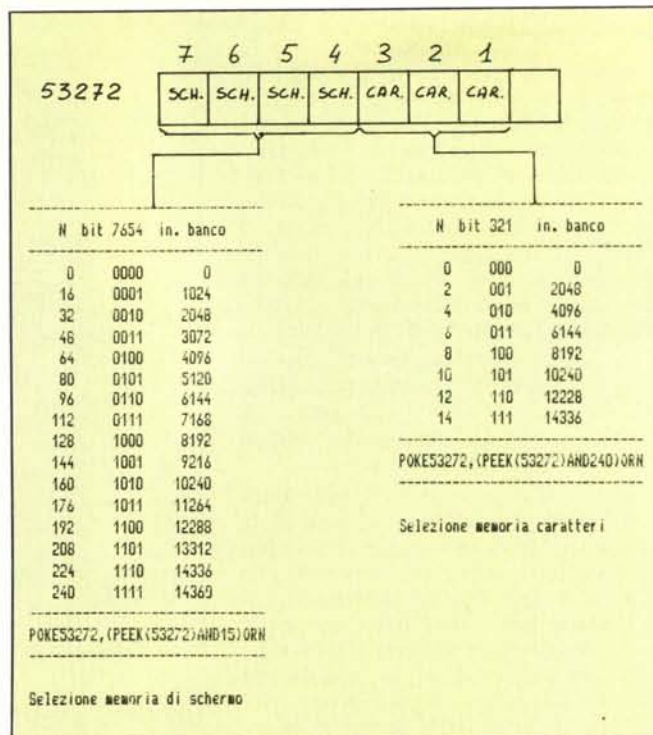 7 6 5 4 3 2 1
53272 SCH. SCH. SCH. SCH. CAR. CAR. CAR.
N bit 7654 in. banco
0 0000 0
16 0001 1024
32 0010 2048
48 0011 3072
64 0100 4096
80 0101 5120
96 0110 6144
112 0111 7168
128 1000 8192
144 1001 9216
160 1010 10240
176 1011 11264
192 1100 12288
208 1101 13312
224 1110 14336
240 1111 14360
POKE53272,(PEEK(53272)AND15)ORN
Selezione memoria di schermo
N bit 321 in. banco
0 000 0
2 001 2048
4 010 4096
6 011 6144
8 100 8192
10 101 10240
12 110 12228
14 111 14336
POKE53272,(PEEK(53272)AND240)ORN
Selezione memoria caratteri